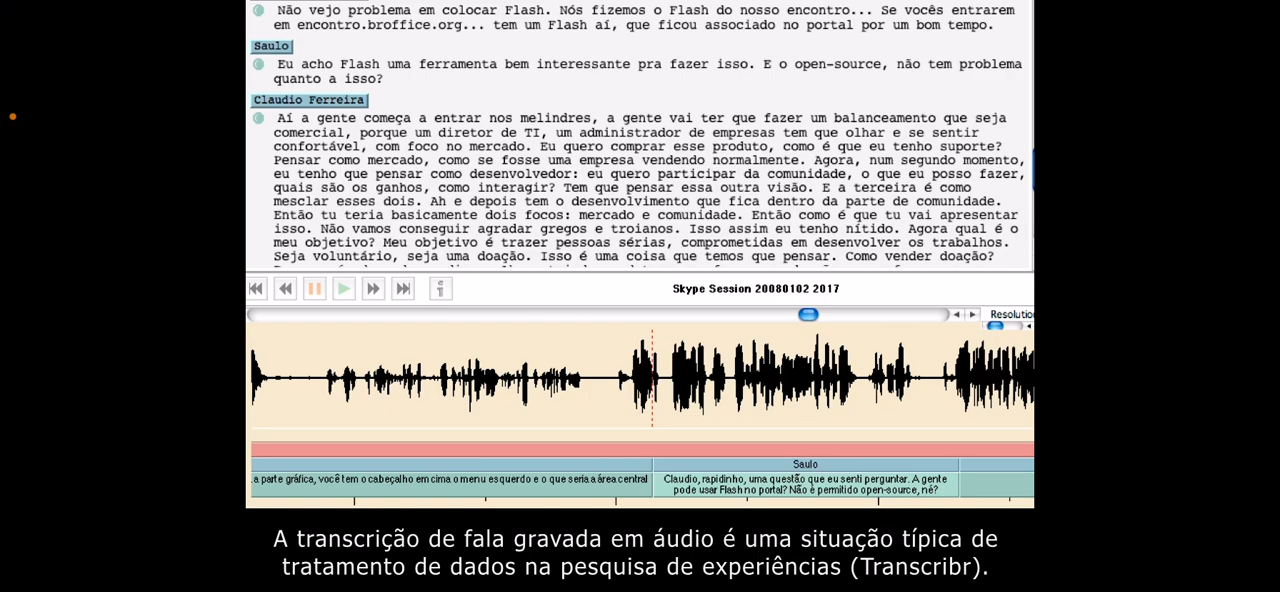 Não vejo problema em colocar Flash. Nós fizemos o Flash do nosso encontro... Se vocês entrarem
em encontro.broffice.org... tem um Flash aí, que ficou associado no portal por um bom tempo.
Saulo
Eu acho Flash uma ferramenta bem interessante pra fazer isso. E o open-source, não tem problema
quanto a isso?
Claudio Ferreira
Aí a gente começa a entrar nos melindres, a gente vai ter que fazer um balanceamento que seja
comercial, porque um diretor de TI, um administrador de empresas tem que olhar e se sentir
confortável, com foco no mercado. Eu quero comprar esse produto, como é que eu tenho suporte?
Pensar como mercado, como se fosse uma empresa vendendo normalmente. Agora, num segundo momento,
eu tenho que pensar como desenvolvedor: eu quero participar da comunidade, o que eu posso fazer,
quais são os ganhos, como interagir? Tem que pensar essa outra visão. E a terceira é como
mesclar esses dois. Ah e depois tem o desenvolvimento que fica dentro da parte de comunidade.
Então tu teria basicamente dois focos: mercado e comunidade. Então como é que tu vai apresentar
isso. Não vamos conseguir agradar gregos e troianos. Isso assim eu tenho nítido. Agora qual é o
meu objetivo? Meu objetivo é trazer pessoas sérias, comprometidas em desenvolver os trabalhos.
Seja voluntário, seja uma doação. Isso é uma coisa que temos que pensar. Como vender doação?
Skype Session 20080102 2017
Resolutio
Saulo
a parte gráfica, você tem o cabeçalho em cima o menu esquerdo e o que seria a área central
Claudio, rapidinho, uma questão que eu senti perguntar. A gente
pode usar Flash no portal? Não è permitido open-source, né?
A transcrição de fala gravada em áudio é uma situação típica de
tratamento de dados na pesquisa de experiências (Transcribr).